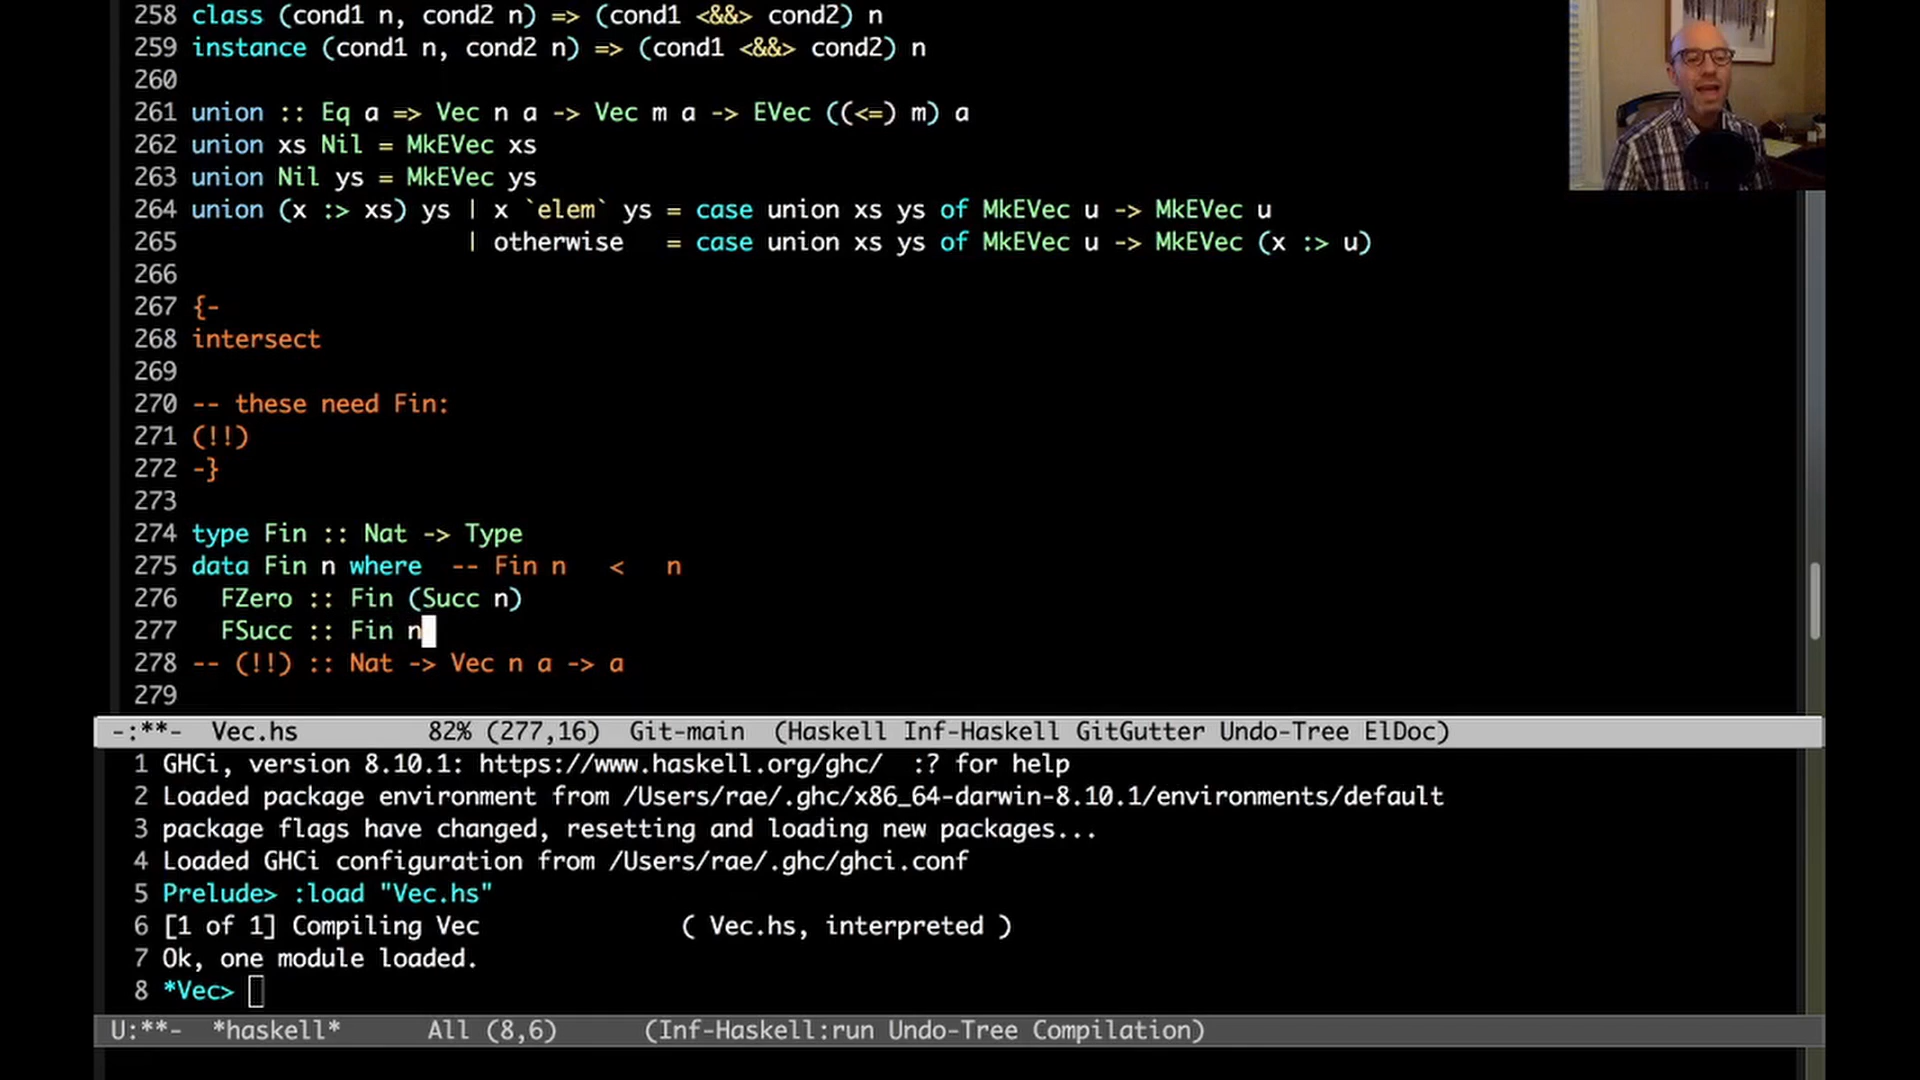 258 class (cond1 n, cond2 n) => (cond1 <&&> cond2) n
259 instance (cond1 n, cond2 n) => (cond1 <&&> cond2) n
260
261 union :: Eq a => Vec n a -> Vec m a -> EVec ((<=) m) a
262 union xs Nil = MkEVec xs
263 union Nil ys = MkEVec ys
264 union (x :> xs) ys | x `elem` ys = case union xs ys of MkEVec u -> MkEVec u
265                    | otherwise   = case union xs ys of MkEVec u -> MkEVec (x :> u)
266
267 {-
268 intersect
269
270 -- these need Fin:
271 (!!)
272 -}
273
274 type Fin :: Nat -> Type
275 data Fin n where  -- Fin n   <   n
276   FZero :: Fin (Succ n)
277   FSucc :: Fin n
278 -- (!!) :: Nat -> Vec n a -> a
279
-:**-  Vec.hs         82% (277,16)  Git-main  (Haskell Inf-Haskell GitGutter Undo-Tree ElDoc)
1 GHCi, version 8.10.1: https://www.haskell.org/ghc/  :? for help
2 Loaded package environment from /Users/rae/.ghc/x86_64-darwin-8.10.1/environments/default
3 package flags have changed, resetting and loading new packages...
4 Loaded GHCi configuration from /Users/rae/.ghc/ghci.conf
5 Prelude> :load "Vec.hs"
6 [1 of 1] Compiling Vec              ( Vec.hs, interpreted )
7 Ok, one module loaded.
8 *Vec>
U:**-  *haskell*      All (8,6)      (Inf-Haskell:run Undo-Tree Compilation)